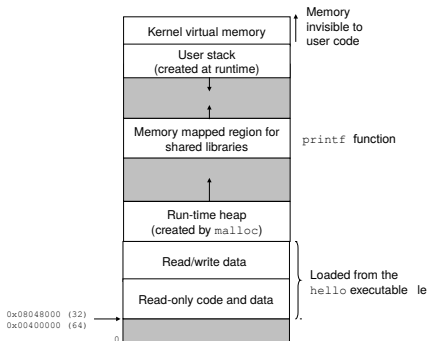 Kernel virtual memory
Memory
invisible to
user code
User stack
(created at runtime)
Memory mapped region for
shared libraries
printf function
Run-time heap
(created by malloc)
Read/write data
Loaded from the
hello executable le
Read-only code and data
0x08048000 (32)
0x00400000 (64)
0